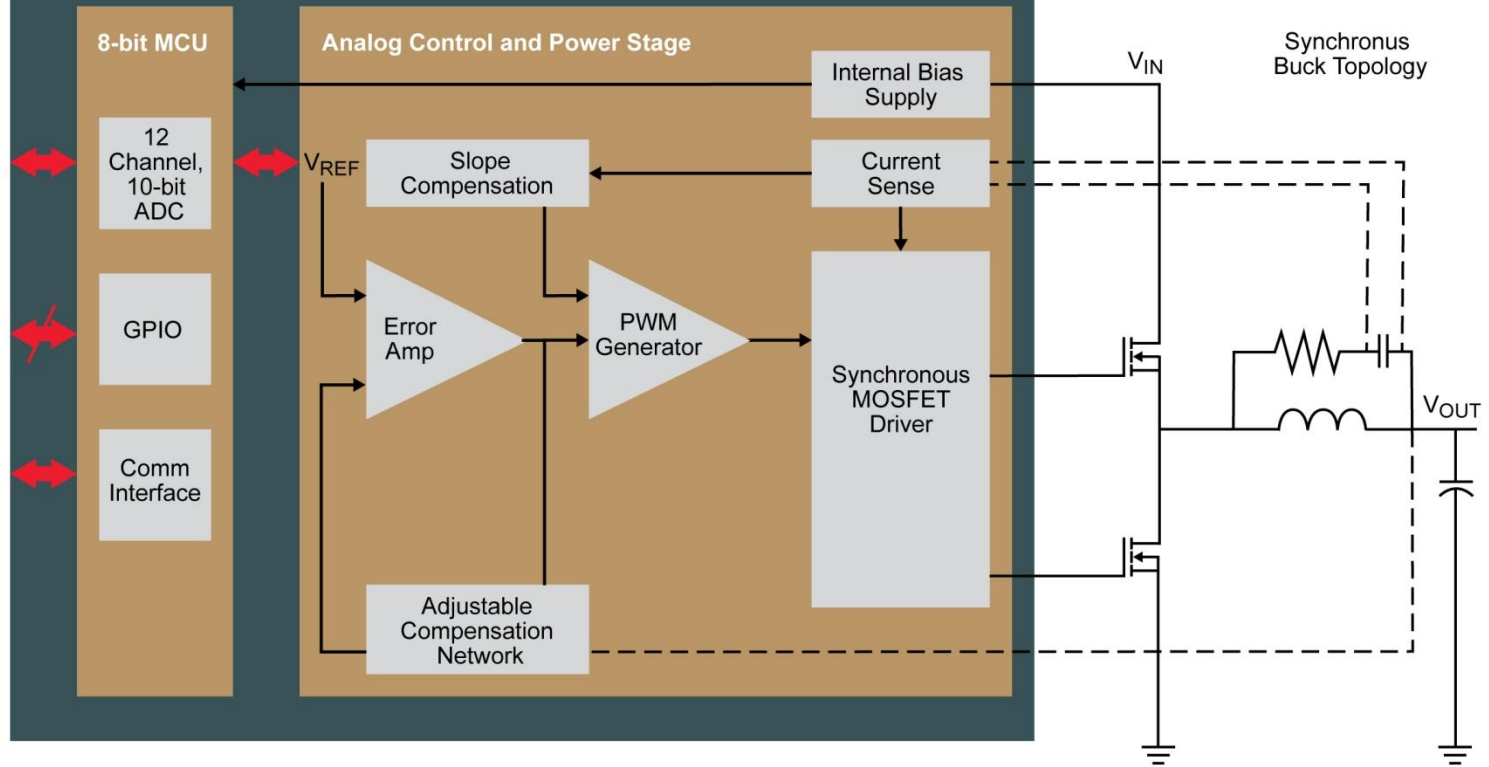 8-bit MCU
Analog Control and Power Stage
12
Channel,
10-bit
ADC
GPIO
Comm
Interface
VREF
Slope
Compensation
Internal Bias
Supply
Current
Sense
Error
Amp
PWM
Generator
Synchronous
MOSFET
Driver
Adjustable
Compensation
Network
VIN
Synchronus
Buck Topology
VOUT